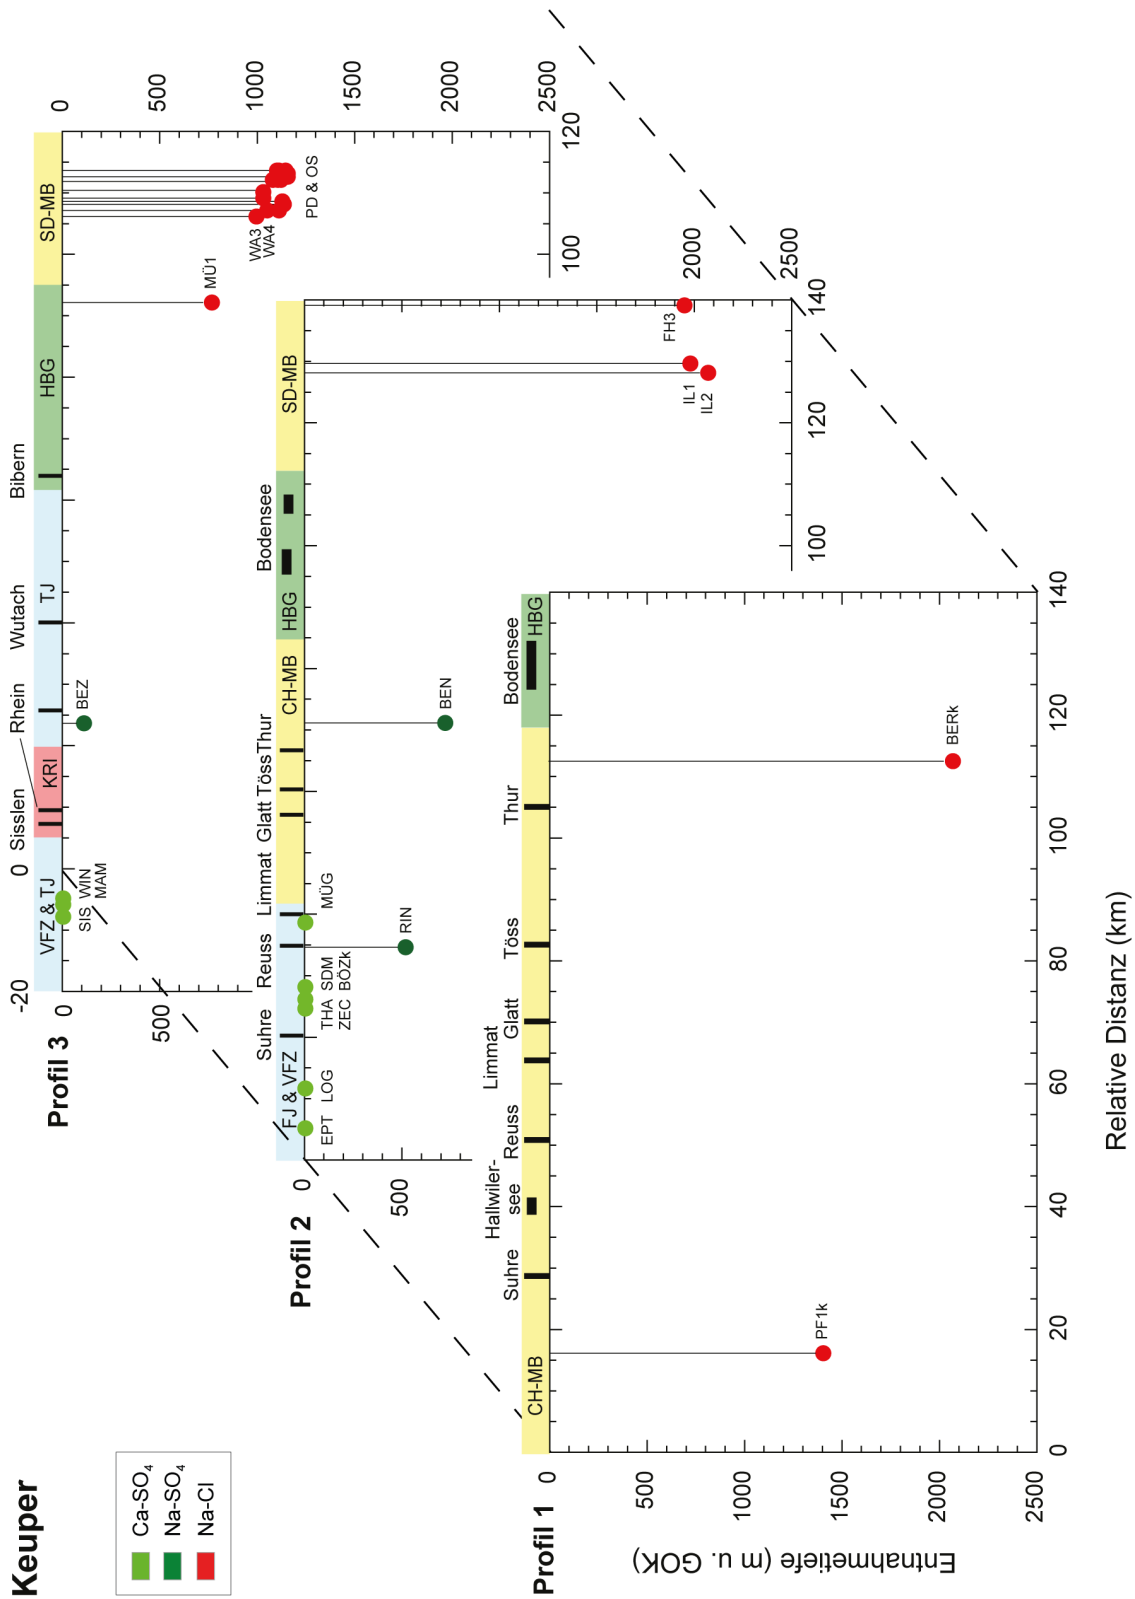 Keuper
Ca-SO4
Na-SO4
Na-Cl
Profil 3
-20
0
Sisslen
Rhein
Wutach
Bibern
VFZ & TJ
KRI
TJ
HBG
SD-MB
0
500
0
500
1000
1500
2000
2500
SIS
WIN
MAM
BEZ
MÜ1
WA3
WA4
PD & OS
100
120
Profil 2
Suhre
Reuss
Limmat
Glatt
Töss
Thur
Bodensee
FJ & VFZ
CH-MB
HBG
SD-MB
0
500
2000
2500
EPT
LOG
THA
SDM
ZEC
BÖZk
MÜG
RIN
BEN
IL1
IL2
FH3
100
120
140
Profil 1
Suhre
Hallwiler-
see
Reuss
Limmat
Glatt
Töss
Thur
Bodensee
CH-MB
HBG
0
500
1000
1500
2000
2500
PF1k
BERk
0
20
40
60
80
100
120
140
Entnahmetiefe (m u. GOK)
Relative Distanz (km)